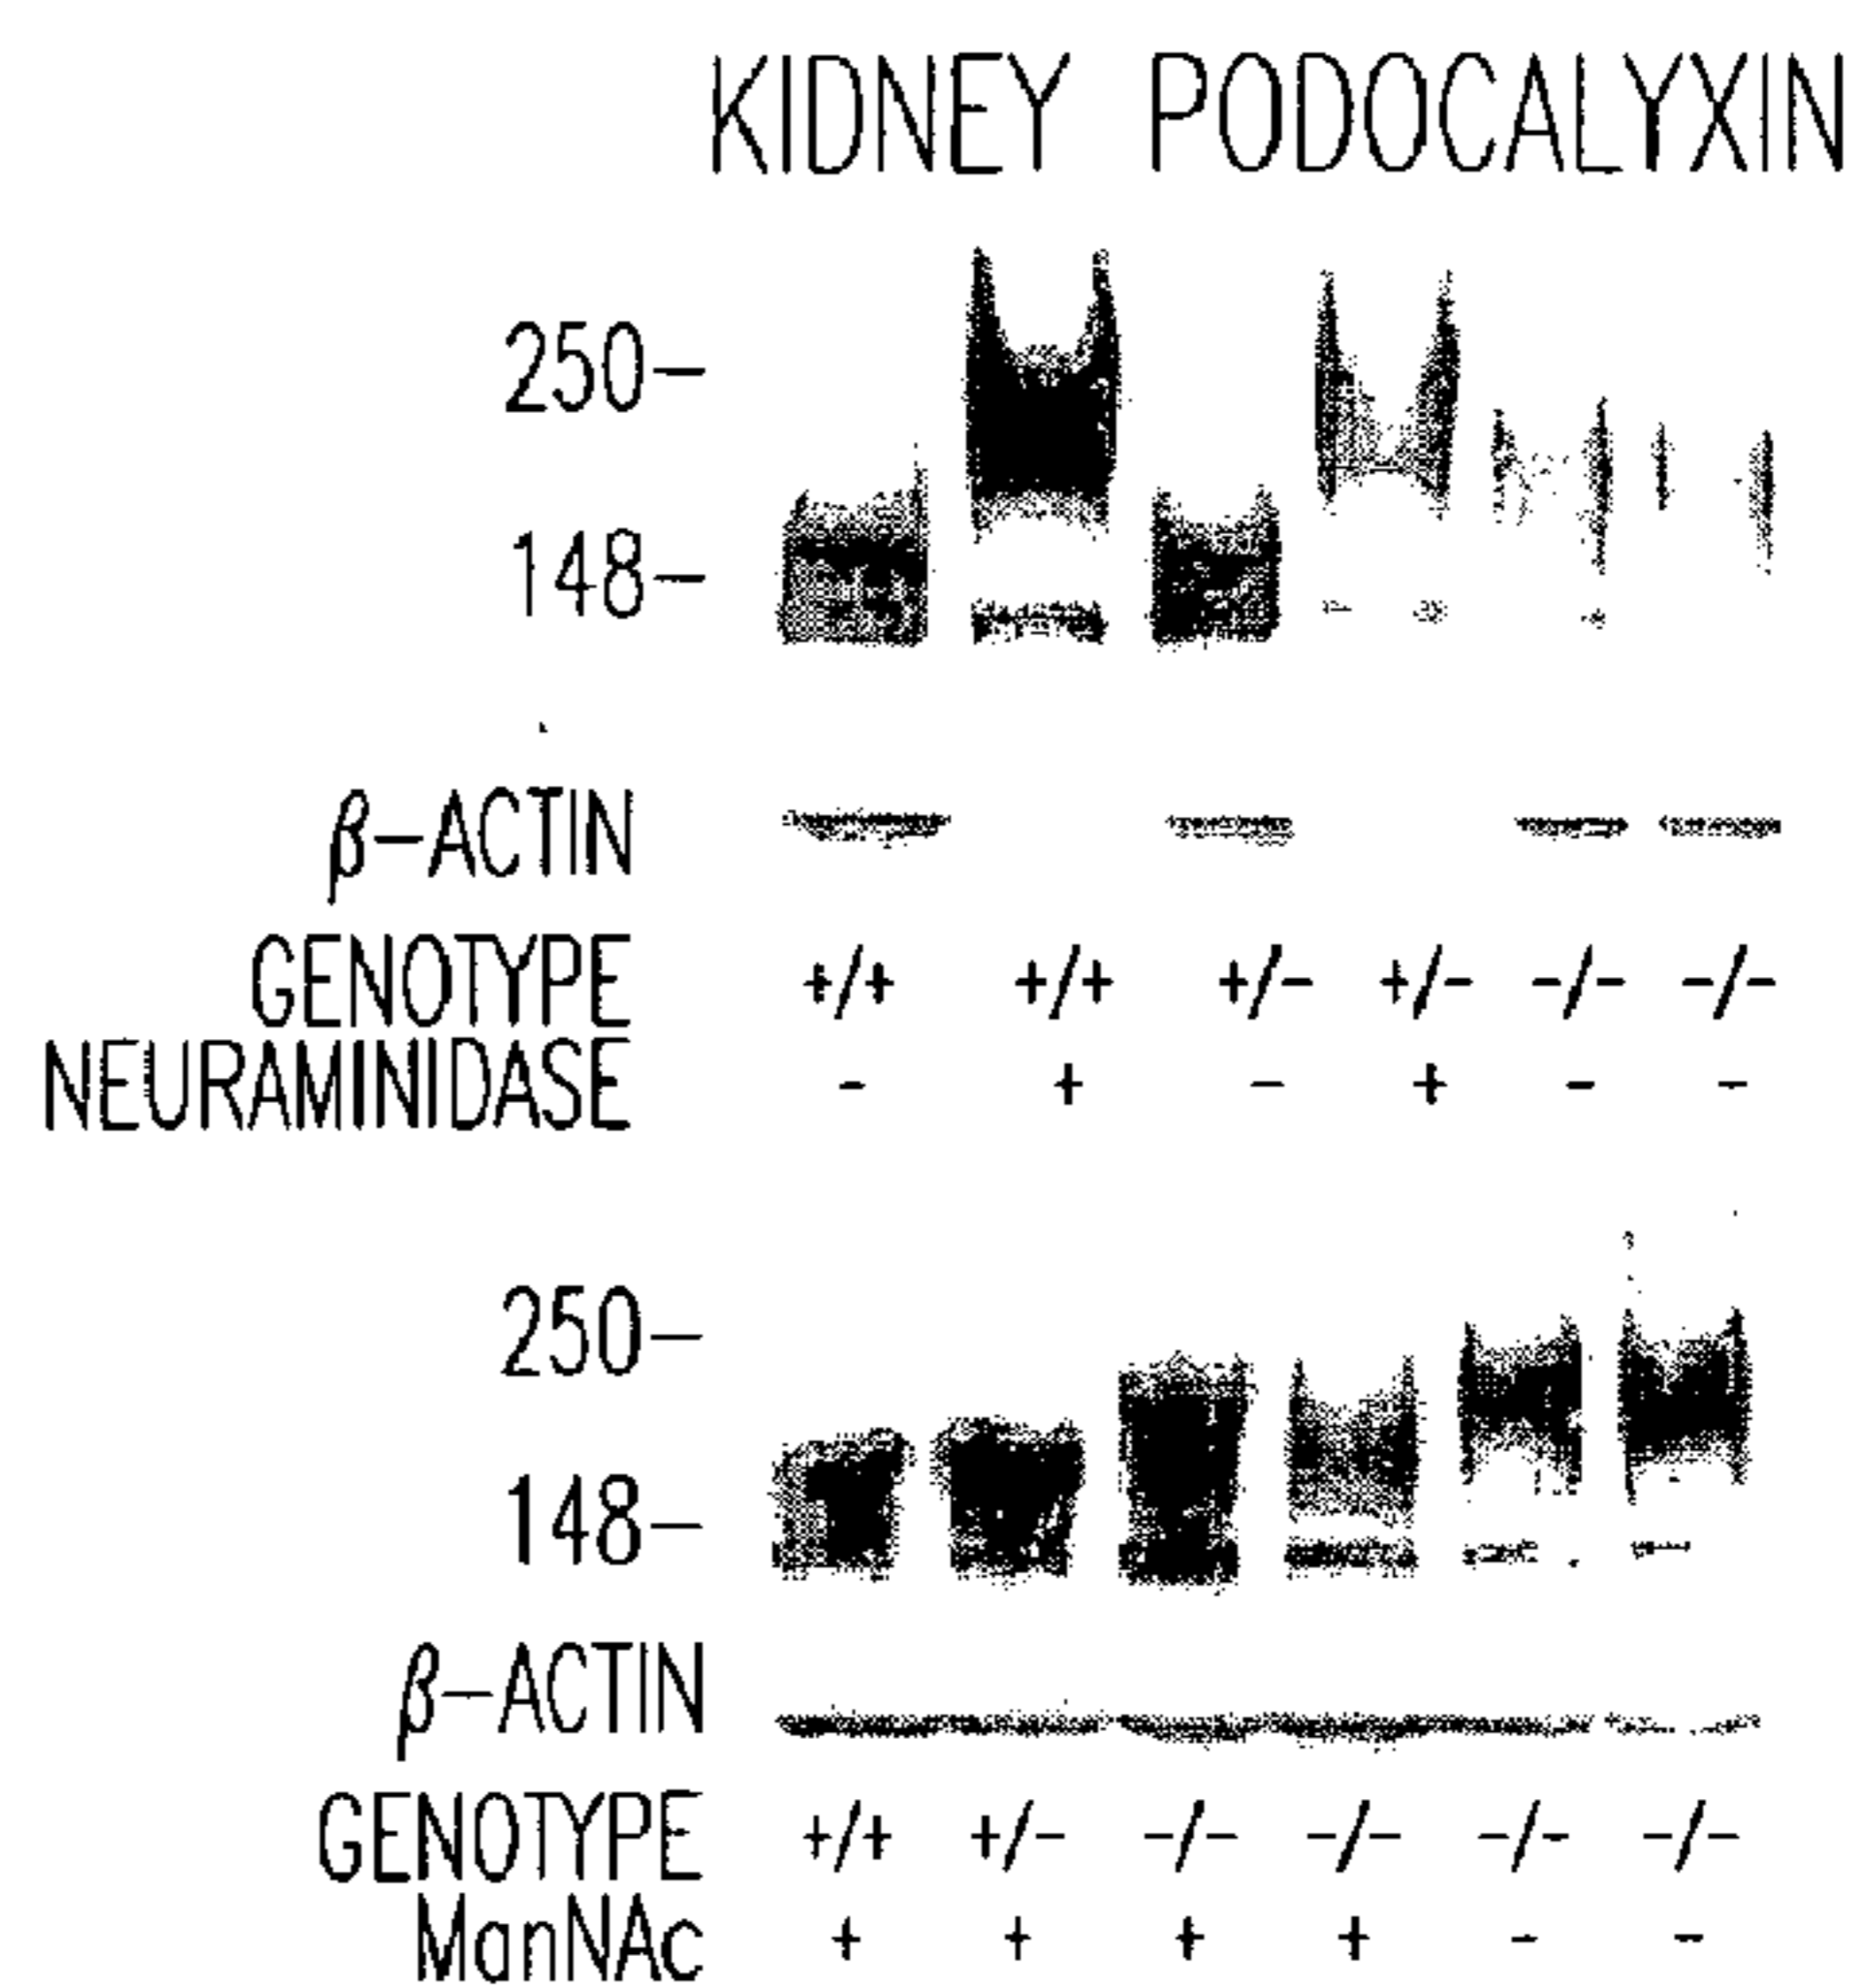 KIDNEY PODOCALYXIN
250-
148-
β-ACTIN
GENOTYPE +/+ +/+ +/- +/- -/- -/-
NEURAMINIDASE - + - + - -
250-
148-
β-ACTIN
GENOTYPE +/+ +/- -/- -/- -/- -/-
ManNAc + + + + - -